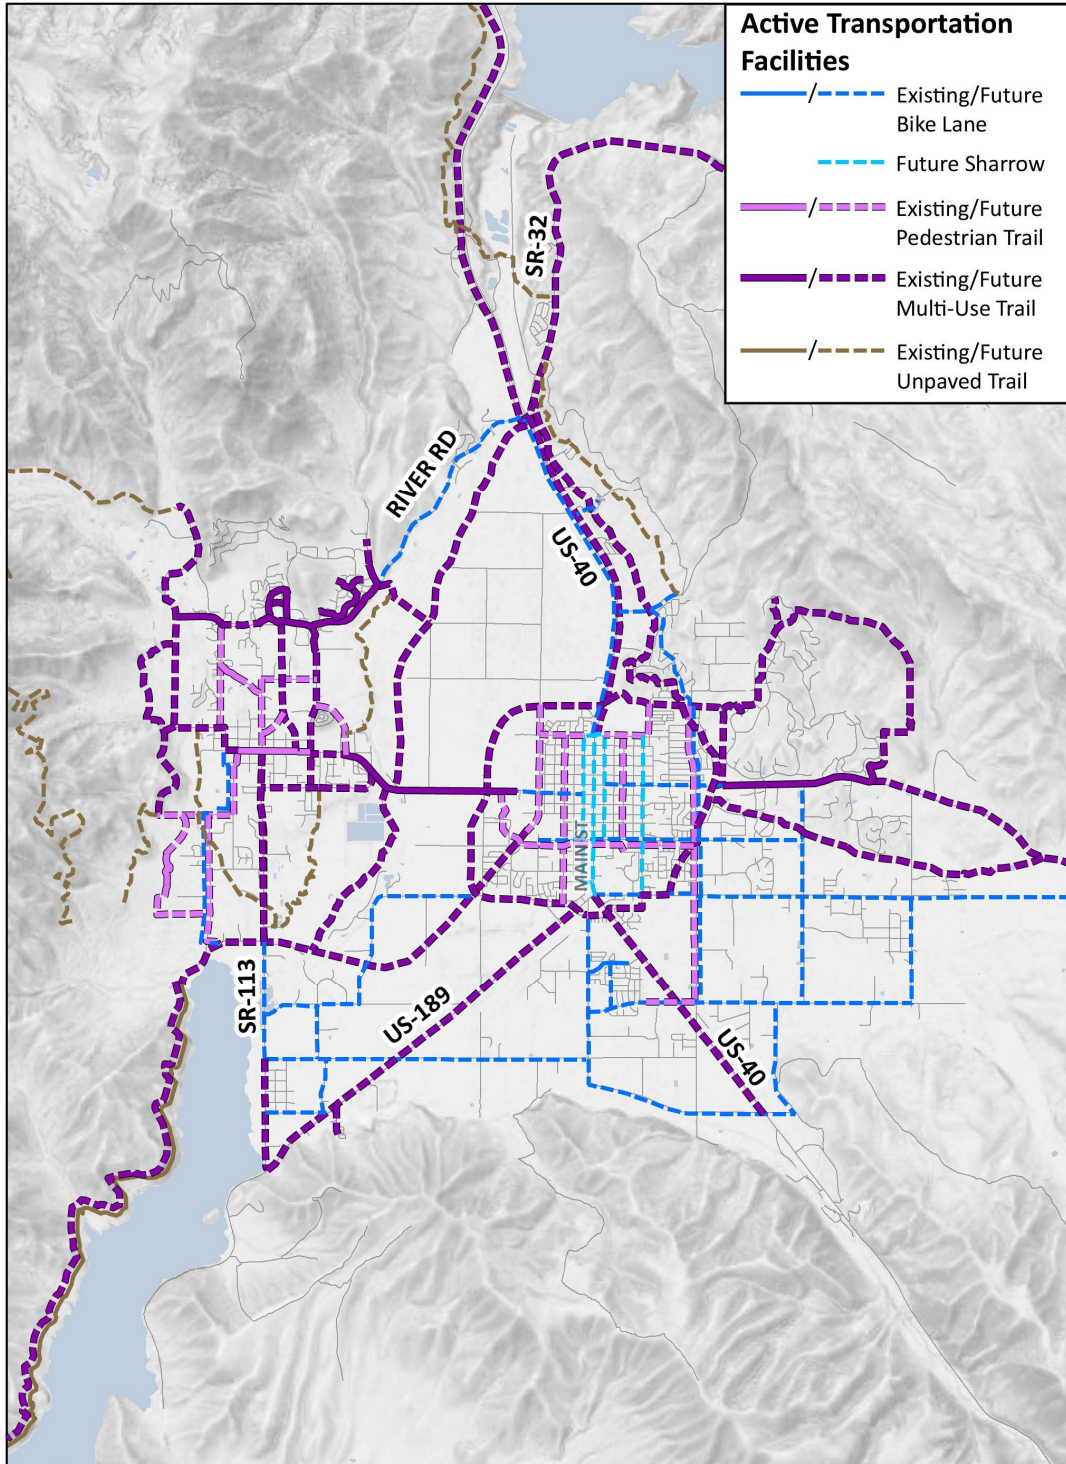 Active Transportation
Facilities
Existing/Future
Bike Lane
Future Sharrow
Existing/Future
Pedestrian Trail
Existing/Future
Multi-Use Trail
Existing/Future
Unpaved Trail
SR-32
RIVER RD
US-40
MAIN ST
SR-113
US-189
US-40